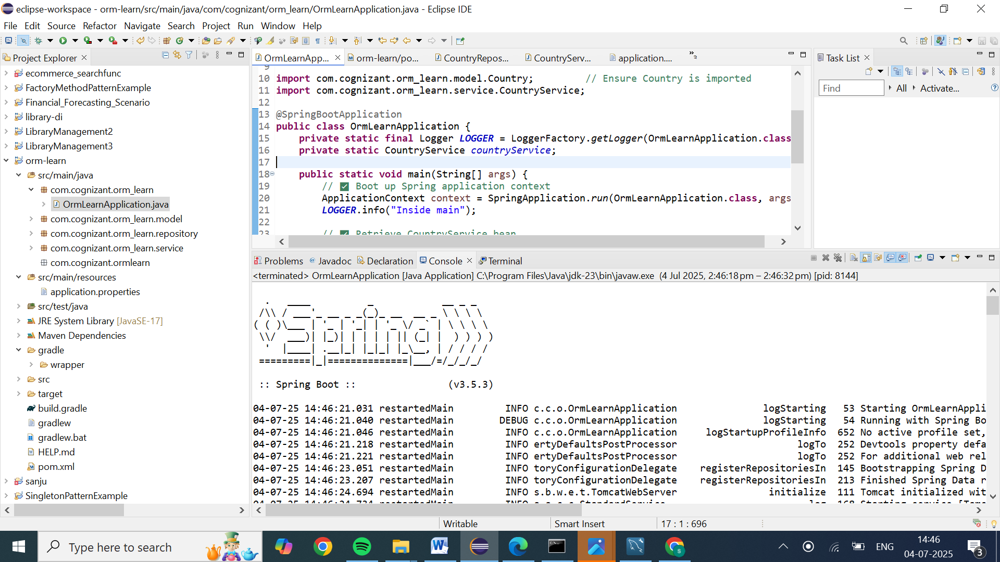 eclipse-workspace - orm-learn/src/main/java/com/cognizant/orm_learn/OrmLearnApplication.java - Eclipse IDE
File Edit Source Refactor Navigate Search Project Run Window Help
Project Explorer
ecommerce_searchfunc
FactoryMethodPatternExample
Financial_Forecasting_Scenario
library-di
LibraryManagement2
LibraryManagement3
orm-learn
src/main/java
com.cognizant.orm_learn
OrmLearnApplication.java
com.cognizant.orm_learn.model
com.cognizant.orm_learn.repository
com.cognizant.orm_learn.service
com.cognizant.ormlearn
src/main/resources
application.properties
src/test/java
JRE System Library [JavaSE-17]
Maven Dependencies
gradle
wrapper
src
target
build.gradle
gradlew
gradlew.bat
HELP.md
pom.xml
sanju
SingletonPatternExample
OrmLearnApp... orm-learn/po... CountryRepos... CountryServ... application....
9
10 import com.cognizant.orm_learn.model.Country; // Ensure Country is imported
11 import com.cognizant.orm_learn.service.CountryService;
12
13 @SpringBootApplication
14 public class OrmLearnApplication {
15 private static final Logger LOGGER = LoggerFactory.getLogger(OrmLearnApplication.class
16 private static CountryService countryService;
17
18 public static void main(String[] args) {
19 // ✅ Boot up Spring application context
20 ApplicationContext context = SpringApplication.run(OrmLearnApplication.class, args
21 LOGGER.info("Inside main");
22
23 // ✅ Retrieve CountryService bean
Task List
Find All Activate...
Problems Javadoc Declaration Console Terminal
<terminated> OrmLearnApplication [Java Application] C:\Program Files\Java\jdk-23\bin\javaw.exe (4 Jul 2025, 2:46:18 pm – 2:46:32 pm) [pid: 8144]
Spring
:: Spring Boot :: (v3.5.3)
04-07-25 14:46:21.031 restartedMain INFO c.c.o.OrmLearnApplication logStarting 53 Starting OrmLearnAppli
04-07-25 14:46:21.040 restartedMain DEBUG c.c.o.OrmLearnApplication logStarting 54 Running with Spring Bo
04-07-25 14:46:21.046 restartedMain INFO c.c.o.OrmLearnApplication logStartupProfileInfo 652 No active profile set,
04-07-25 14:46:21.218 restartedMain INFO ertyDefaultsPostProcessor logTo 252 Devtools property defa
04-07-25 14:46:21.221 restartedMain INFO ertyDefaultsPostProcessor logTo 252 For additional web rel
04-07-25 14:46:23.051 restartedMain INFO toryConfigurationDelegate registerRepositoriesIn 145 Bootstrapping Spring D
04-07-25 14:46:23.207 restartedMain INFO toryConfigurationDelegate registerRepositoriesIn 213 Finished Spring Data r
04-07-25 14:46:24.694 restartedMain INFO s.b.w.e.t.TomcatWebServer initialize 111 Tomcat initialized wit
04-07-25 14:46:24.734 restartedMain INFO StandardService log 168 Starting service [Tomc
Writable Smart Insert 17 : 1 : 696
Type here to search
ENG
14:46
04-07-2025
3